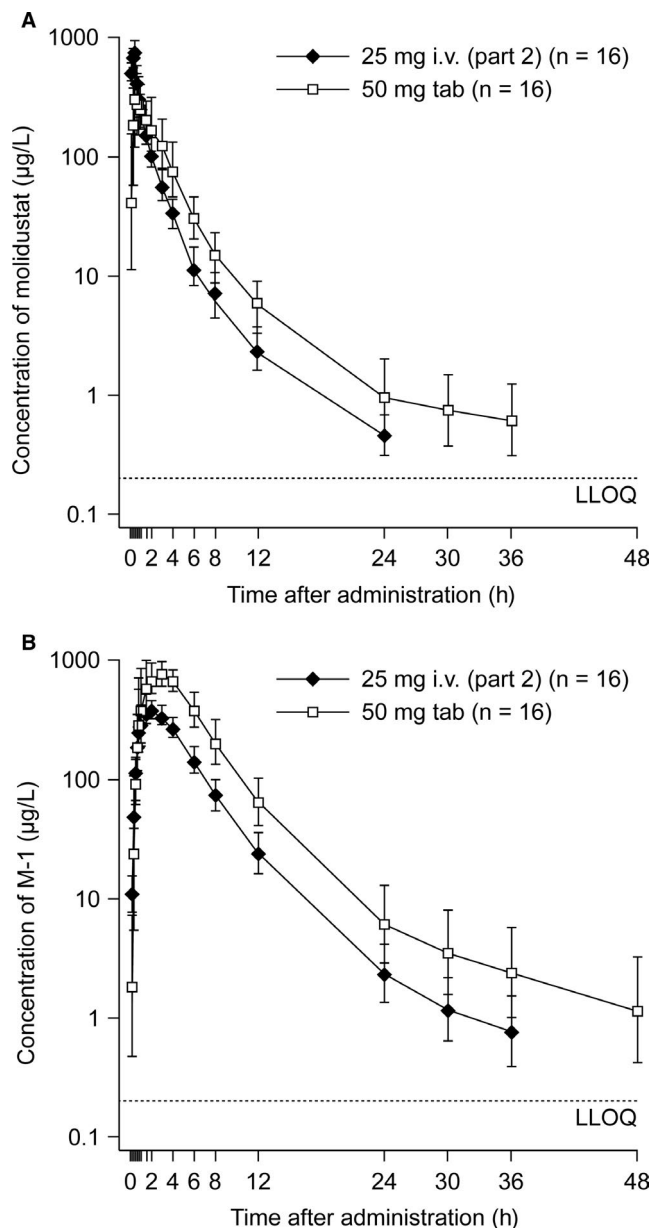 A
1000
100
10
1
0.1
Concentration of molidustat (µg/L)
25 mg i.v. (part 2) (n = 16)
50 mg tab (n = 16)
LLOQ
0 2 4 6 8 12 24 30 36 48
Time after administration (h)
B
1000
100
10
1
0.1
Concentration of M-1 (µg/L)
25 mg i.v. (part 2) (n = 16)
50 mg tab (n = 16)
LLOQ
0 2 4 6 8 12 24 30 36 48
Time after administration (h)